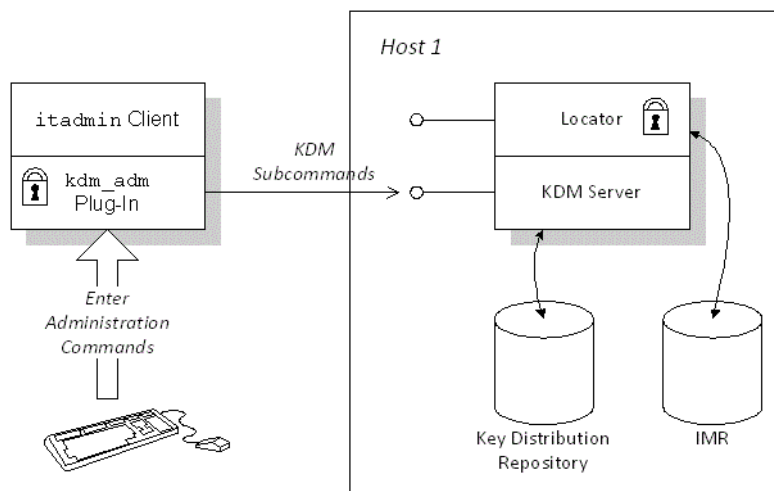 Host 1
itadmin Client
kdm_adm
Plug-In
KDM
Subcommands
Locator
KDM Server
Enter
Administration
Commands
Key Distribution
Repository
IMR